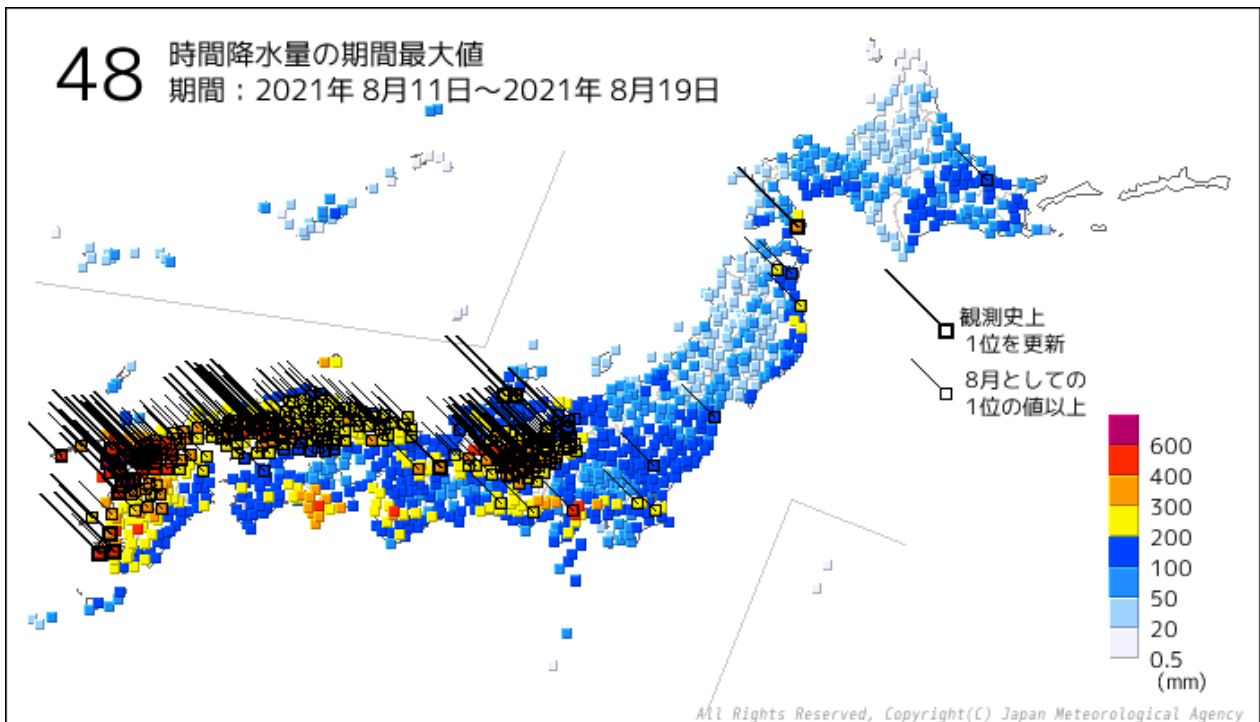 48
時間降水量の期間最大値
期間：2021年 8月11日～2021年 8月19日
観測史上
1位を更新
8月としての
1位の値以上
600
400
300
200
100
50
20
0.5
(mm)
All Rights Reserved, Copyright(C) Japan Meteorological Agency